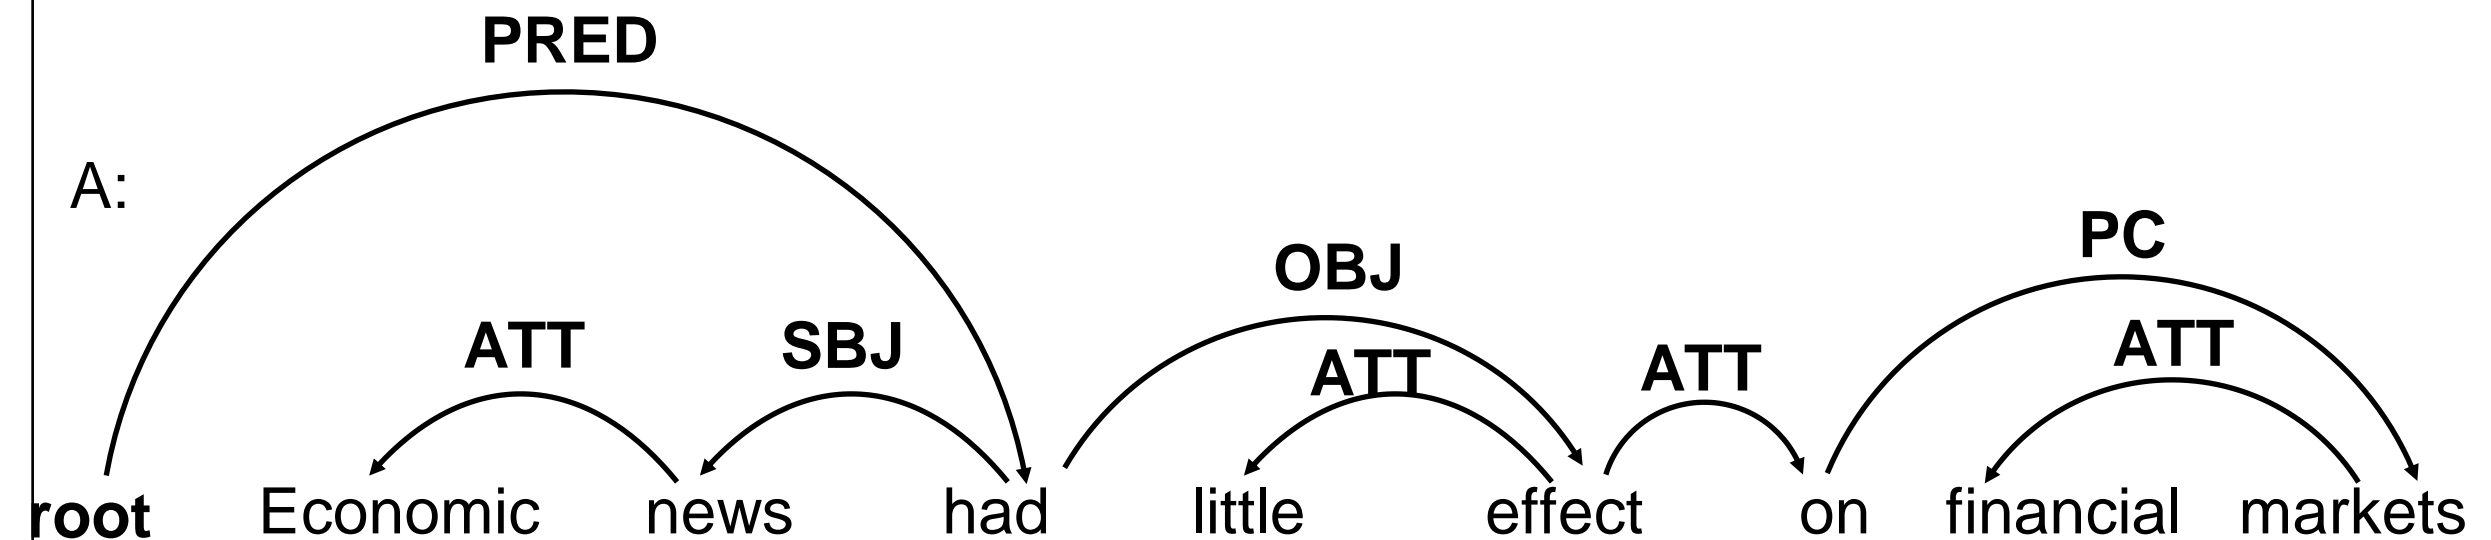 PRED
A:
PC
OBJ
ATT SBJ ATT ATT ATT
root Economic news had little effect on financial markets